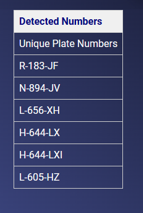 Detected Numbers
Unique Plate Numbers
R-183-JF
N-894-JV
L-656-XH
H-644-LX
H-644-LXI
L-605-HZ